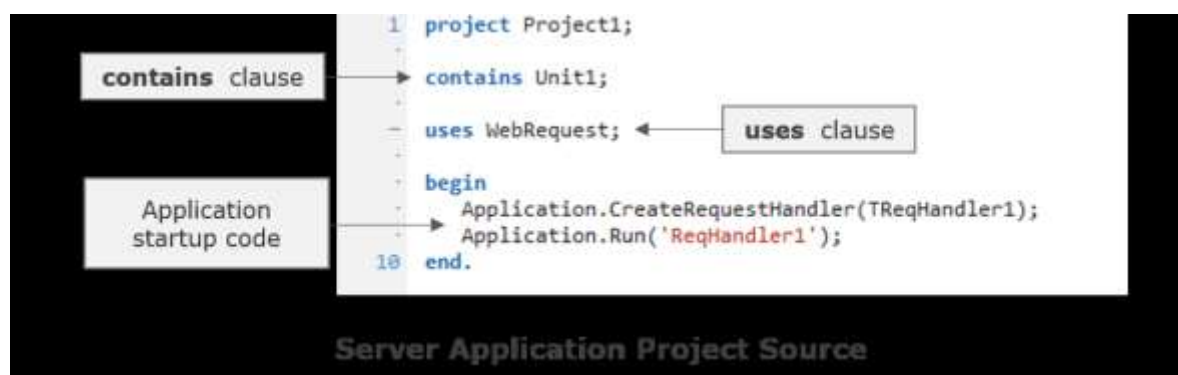 1 project Project1;
contains clause
contains Unit1;
uses WebRequest;
uses clause
begin
Application
startup code
Application.CreateRequestHandler(TReqHandler1);
Application.Run('ReqHandler1');
10 end.
Server Application Project Source